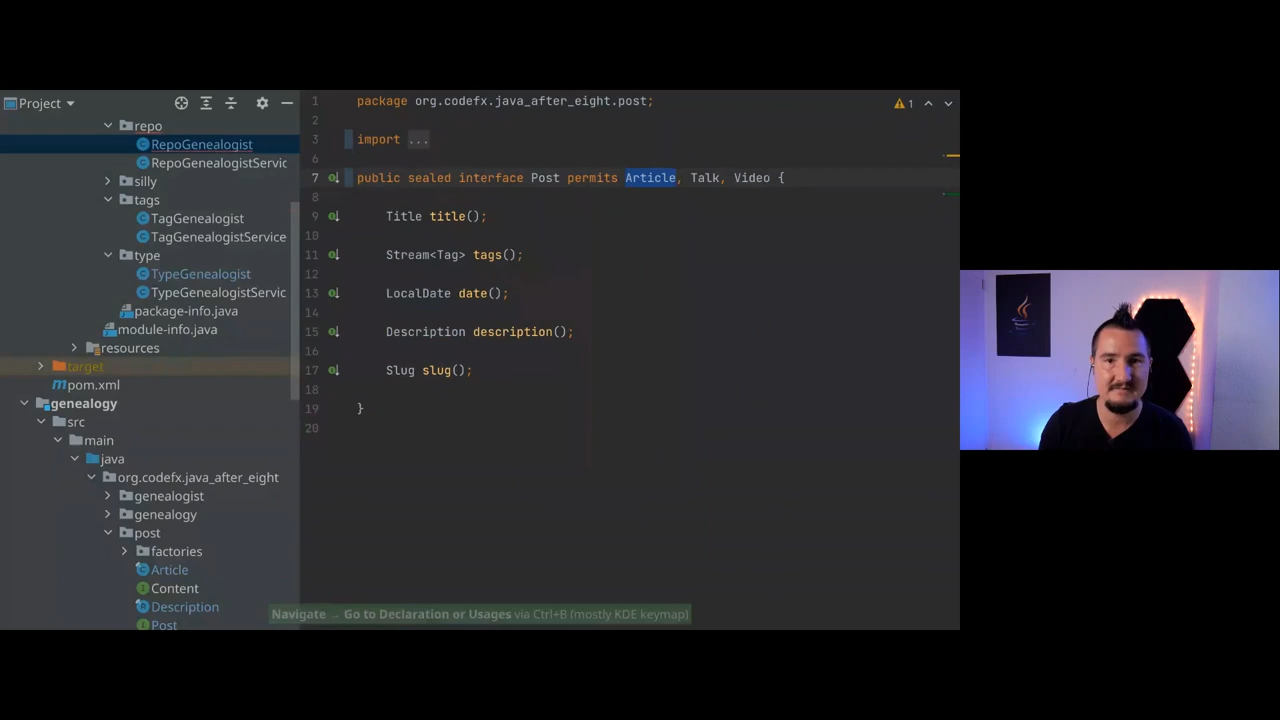 Project
repo
RepoGenealogist
RepoGenealogistServic
silly
tags
TagGenealogist
TagGenealogistService
type
TypeGenealogist
TypeGenealogistServic
package-info.java
module-info.java
resources
target
pom.xml
genealogy
src
main
java
org.codefx.java_after_eight
genealogist
genealogy
post
factories
Article
Content
Description
Post
1 package org.codefx.java_after_eight.post;
2
3 import ...
6
7 public sealed interface Post permits Article, Talk, Video {
8
9 Title title();
10
11 Stream<Tag> tags();
12
13 LocalDate date();
14
15 Description description();
16
17 Slug slug();
18
19 }
20
1
Navigate → Go to Declaration or Usages via Ctrl+B (mostly KDE keymap)